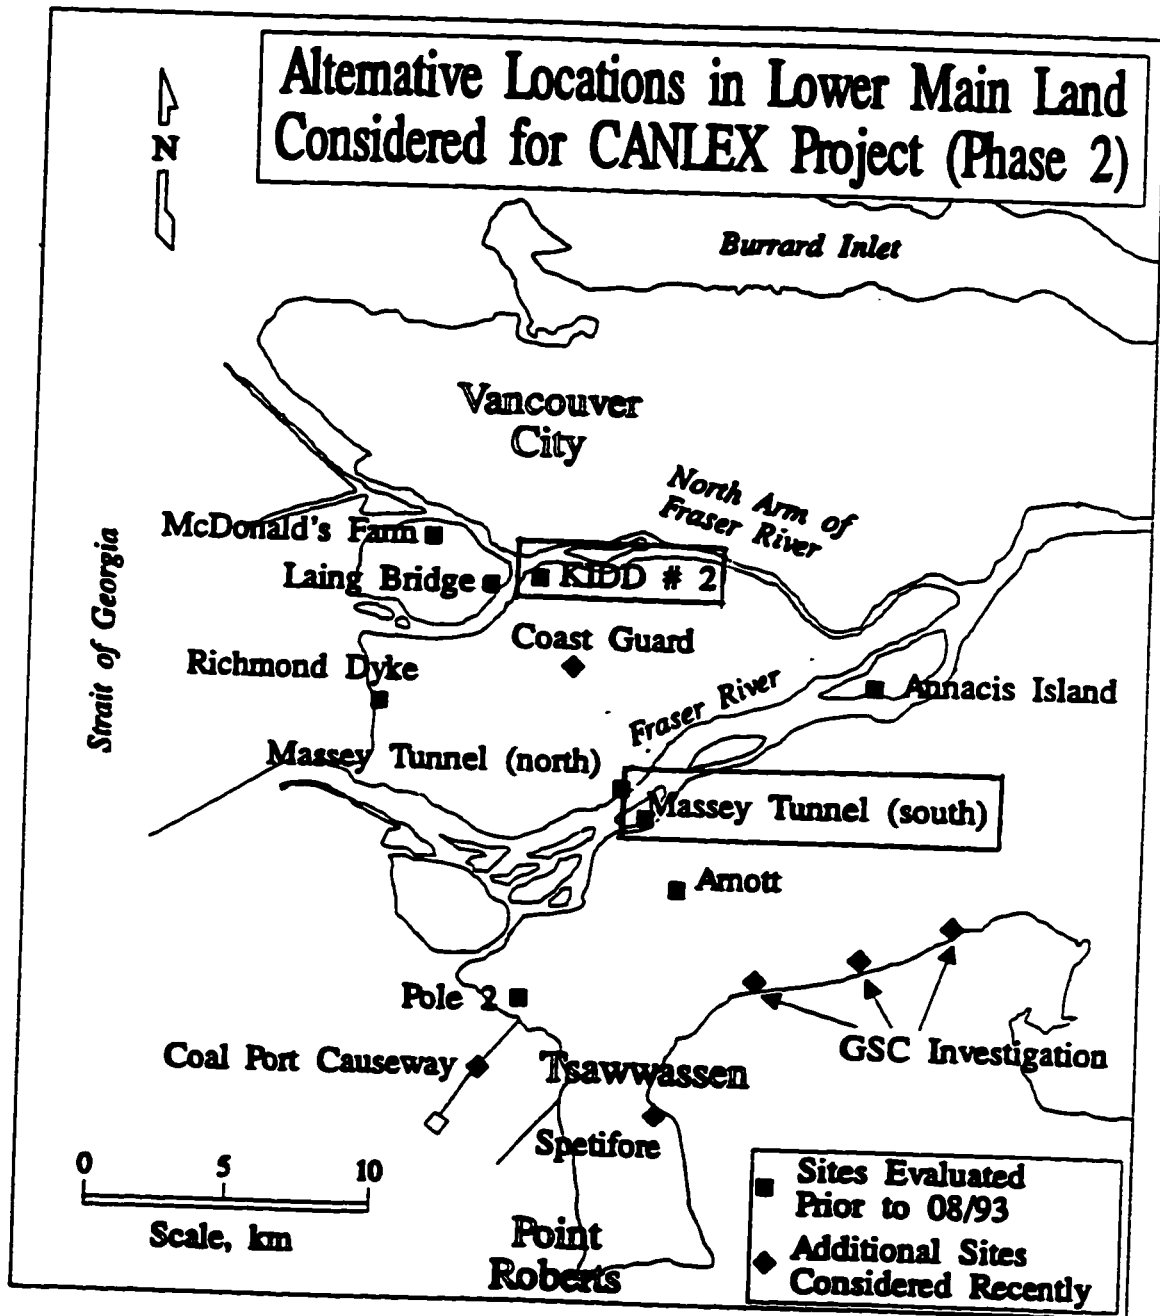 Alternative Locations in Lower Main Land
Considered for CANLEX Project (Phase 2)
N
Burrard Inlet
Vancouver
City
North Arm of
Fraser River
McDonald's Farm
Laing Bridge
KIDD # 2
Strait of Georgia
Coast Guard
Richmond Dyke
Fraser River
Annacis Island
Massey Tunnel (north)
Massey Tunnel (south)
Arnott
Pole 2
GSC Investigation
Coal Port Causeway
Tsawwassen
Spetifore
0 5 10
Scale, km
Point
Roberts
Sites Evaluated
Prior to 08/93
Additional Sites
Considered Recently